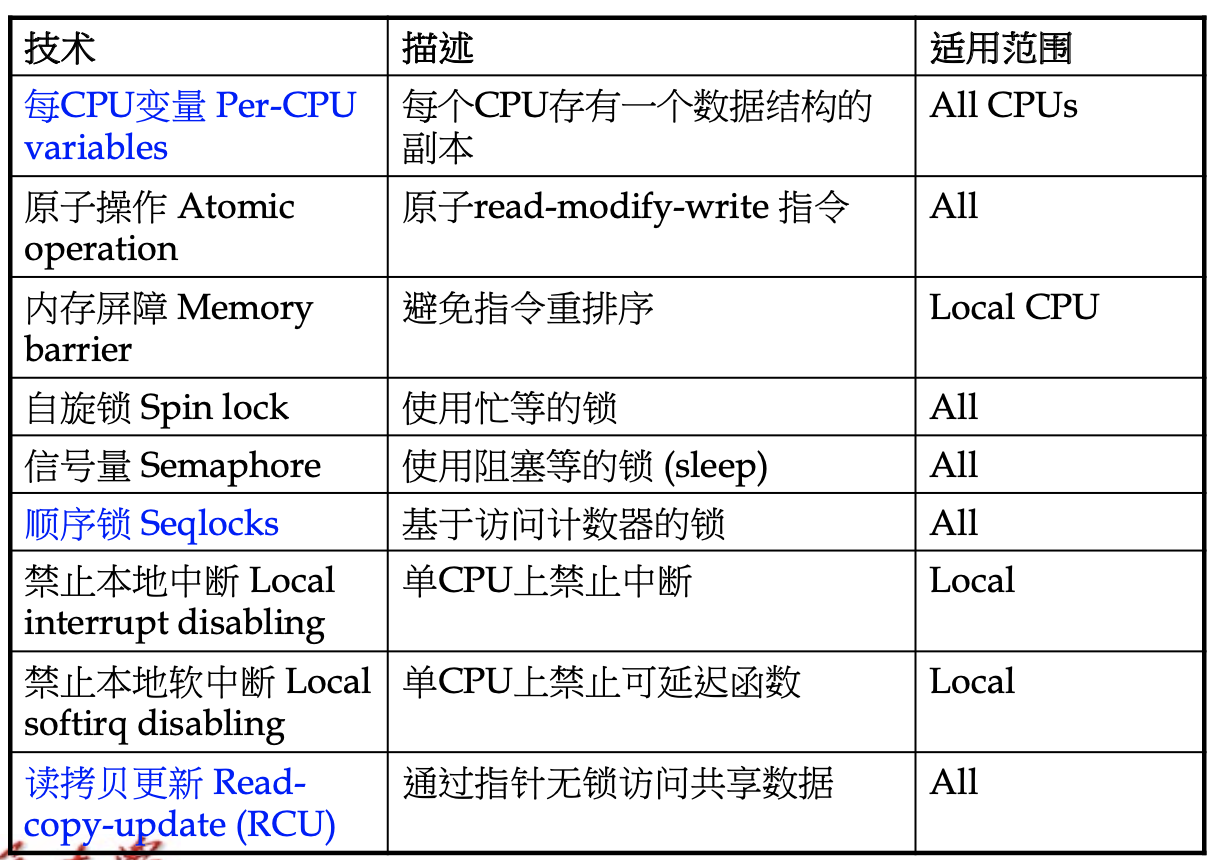 技术 描述 适用范围
每CPU变量 Per-CPU variables 每个CPU存有一个数据结构的副本 All CPUs
原子操作 Atomic operation 原子read-modify-write 指令 All
内存屏障 Memory barrier 避免指令重排序 Local CPU
自旋锁 Spin lock 使用忙等的锁 All
信号量 Semaphore 使用阻塞等的锁 (sleep) All
顺序锁 Seqlocks 基于访问计数器的锁 All
禁止本地中断 Local interrupt disabling 单CPU上禁止中断 Local
禁止本地软中断 Local softirq disabling 单CPU上禁止可延迟函数 Local
读拷贝更新 Read-copy-update (RCU) 通过指针无锁访问共享数据 All